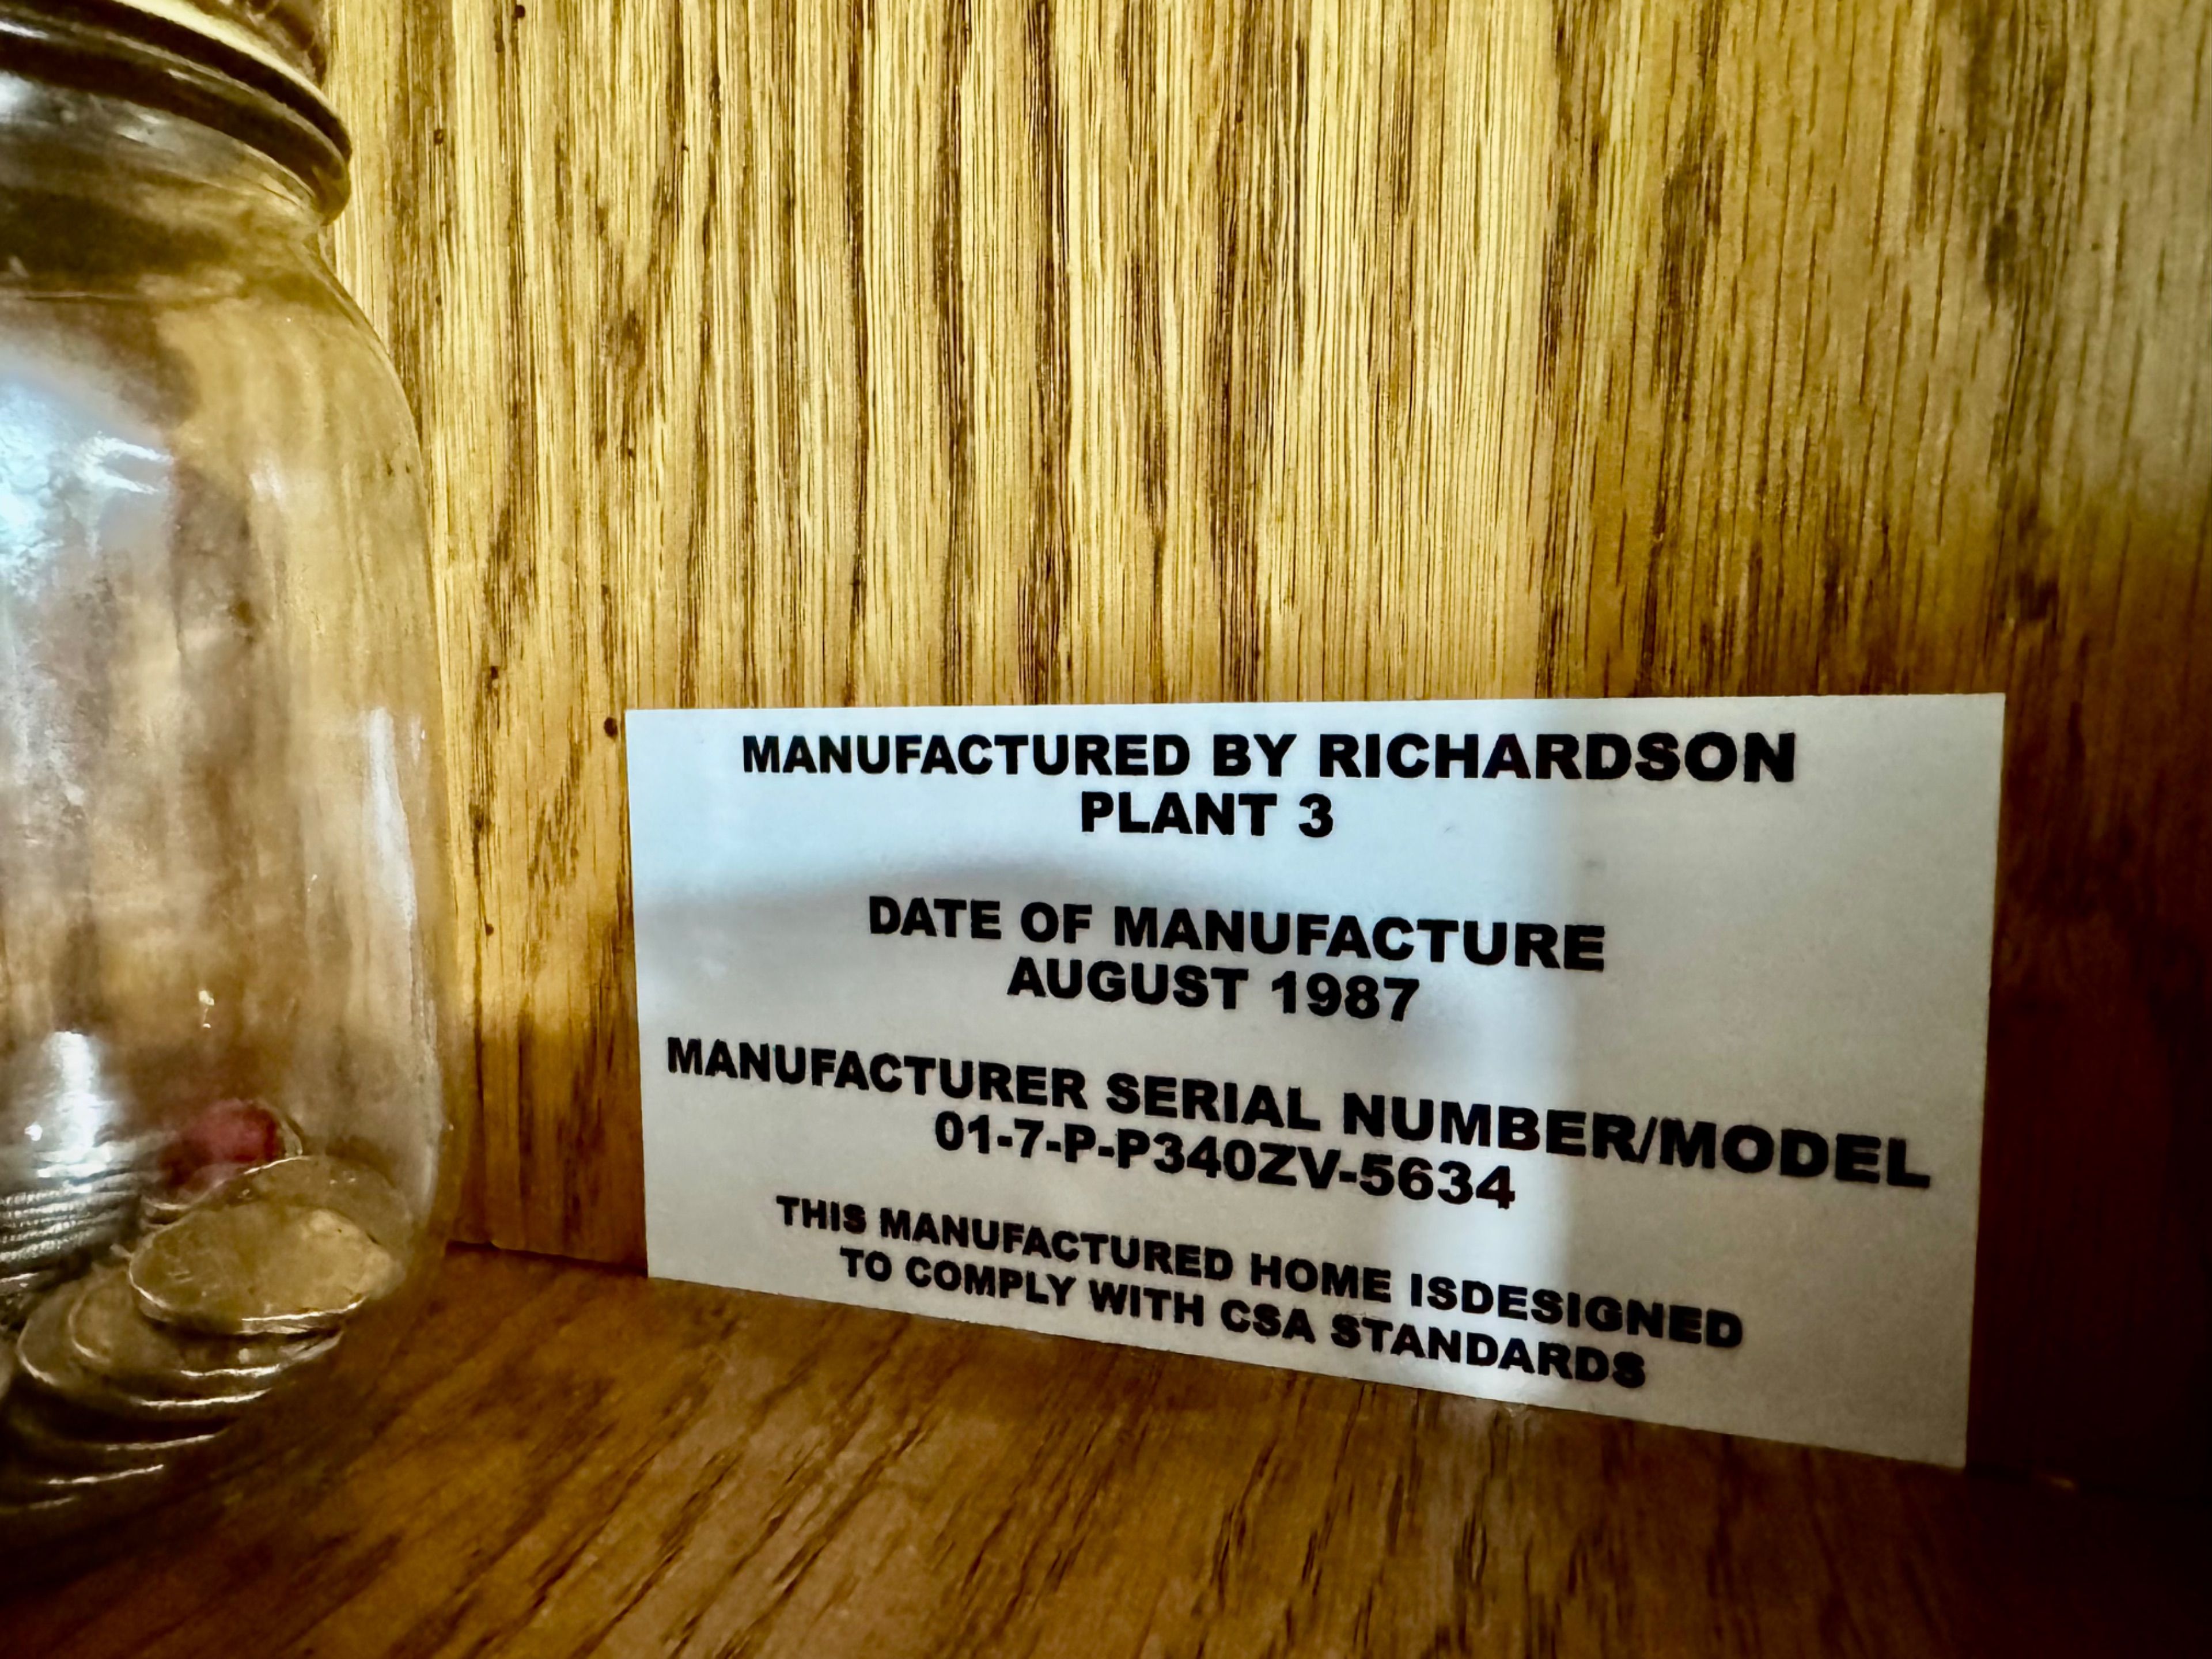 MANUFACTURED BY RICHARDSON
PLANT 3
DATE OF MANUFACTURE
AUGUST 1987
MANUFACTURER SERIAL NUMBER/MODEL
01-7-P-P340ZV-5634
THIS MANUFACTURED HOME ISDESIGNED
TO COMPLY WITH CSA STANDARDS